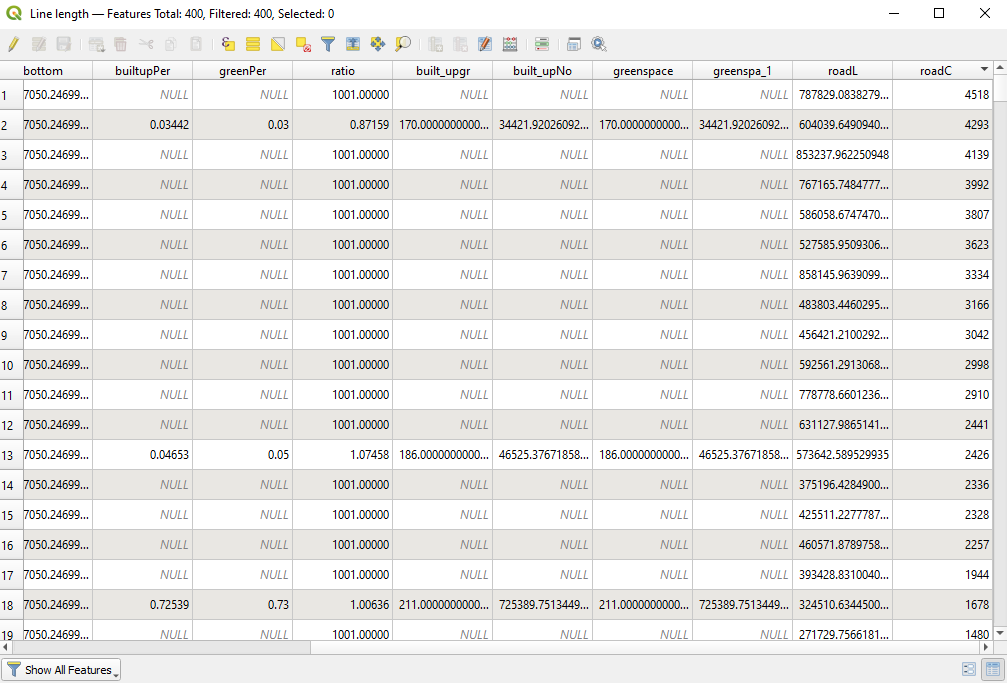 Line length — Features Total: 400, Filtered: 400, Selected: 0
bottom builtupPer greenPer ratio built_upgr built_upNo greenspace greenspa_1 roadL roadC
1 7050.24699... NULL NULL 1001.00000 NULL NULL NULL NULL 787829.0838279... 4518
2 7050.24699... 0.03442 0.03 0.87159 170.0000000000... 34421.92026092... 170.0000000000... 34421.92026092... 604039.6490940... 4293
3 7050.24699... NULL NULL 1001.00000 NULL NULL NULL NULL 853237.962250948 4139
4 7050.24699... NULL NULL 1001.00000 NULL NULL NULL NULL 767165.7484777... 3992
5 7050.24699... NULL NULL 1001.00000 NULL NULL NULL NULL 586058.6747470... 3807
6 7050.24699... NULL NULL 1001.00000 NULL NULL NULL NULL 527585.9509306... 3623
7 7050.24699... NULL NULL 1001.00000 NULL NULL NULL NULL 858145.9639099... 3334
8 7050.24699... NULL NULL 1001.00000 NULL NULL NULL NULL 483803.4460295... 3166
9 7050.24699... NULL NULL 1001.00000 NULL NULL NULL NULL 456421.2100292... 3042
10 7050.24699... NULL NULL 1001.00000 NULL NULL NULL NULL 592561.2913068... 2998
11 7050.24699... NULL NULL 1001.00000 NULL NULL NULL NULL 778778.6601236... 2910
12 7050.24699... NULL NULL 1001.00000 NULL NULL NULL NULL 631127.9865141... 2441
13 7050.24699... 0.04653 0.05 1.07458 186.0000000000... 46525.37671858... 186.0000000000... 46525.37671858... 573642.589529935 2426
14 7050.24699... NULL NULL 1001.00000 NULL NULL NULL NULL 375196.4284900... 2336
15 7050.24699... NULL NULL 1001.00000 NULL NULL NULL NULL 425511.2277787... 2328
16 7050.24699... NULL NULL 1001.00000 NULL NULL NULL NULL 460571.8789758... 2257
17 7050.24699... NULL NULL 1001.00000 NULL NULL NULL NULL 393428.8310040... 1944
18 7050.24699... 0.72539 0.73 1.00636 211.0000000000... 725389.7513449... 211.0000000000... 725389.7513449... 324510.6344500... 1678
19 7050.24699... NULL NULL 1001.00000 NULL NULL NULL NULL 271729.7566181... 1480
Show All Features